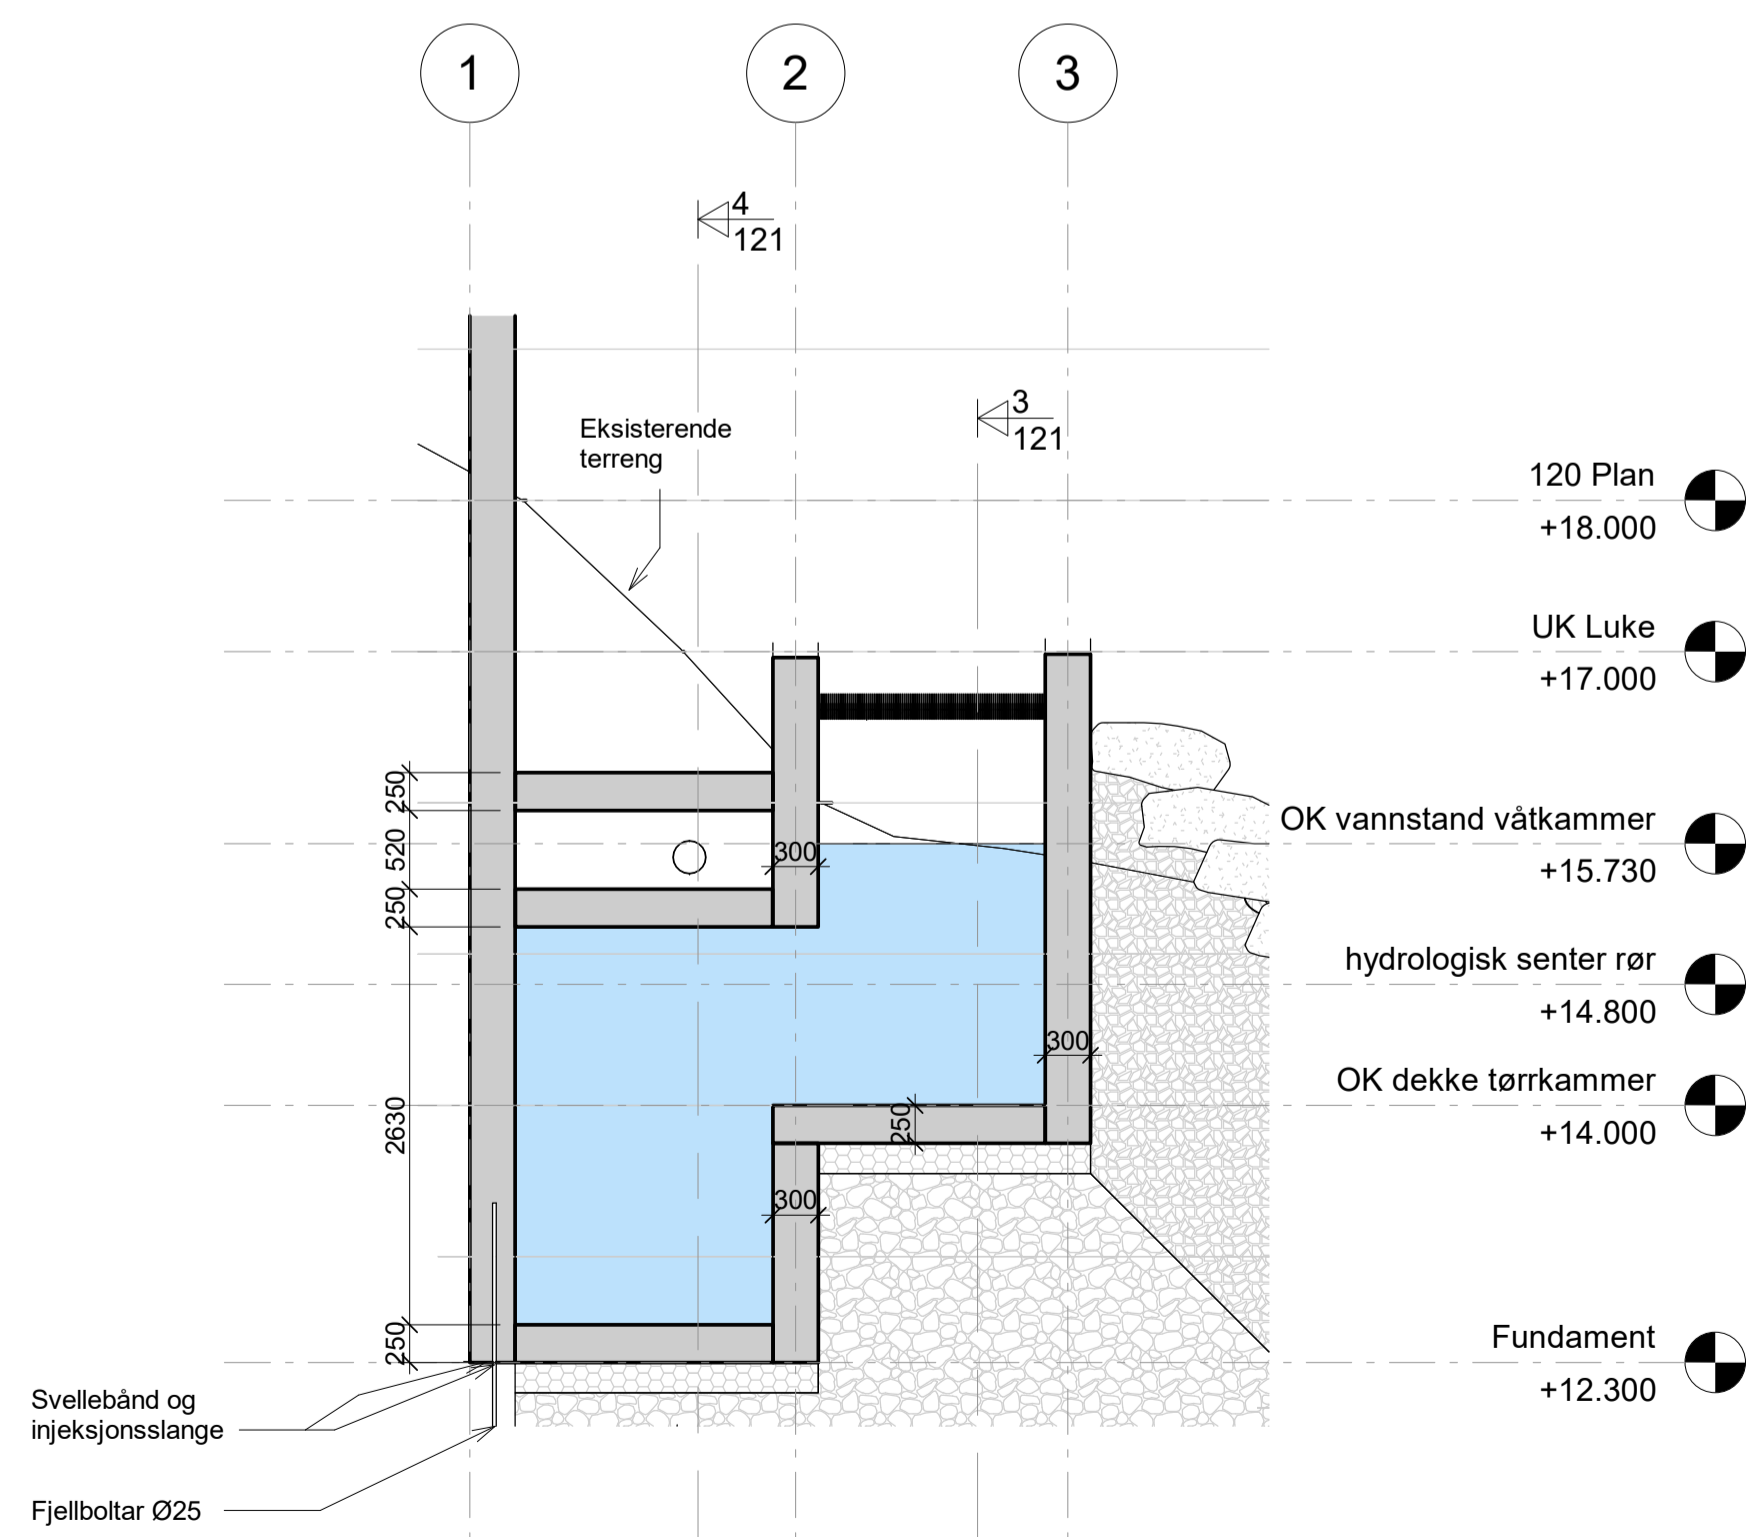 1
2
3
4
121
3
121
Eksisterende
terreng
120 Plan
+18.000
UK Luke
+17.000
OK vannstand våtkammer
+15.730
hydrologisk senter rør
+14.800
OK dekke tørrkammer
+14.000
Fundament
+12.300
250
520
250
2630
250
300
300
250
300
Svellebånd og
injeksjonsslange
Fjellboltar Ø25